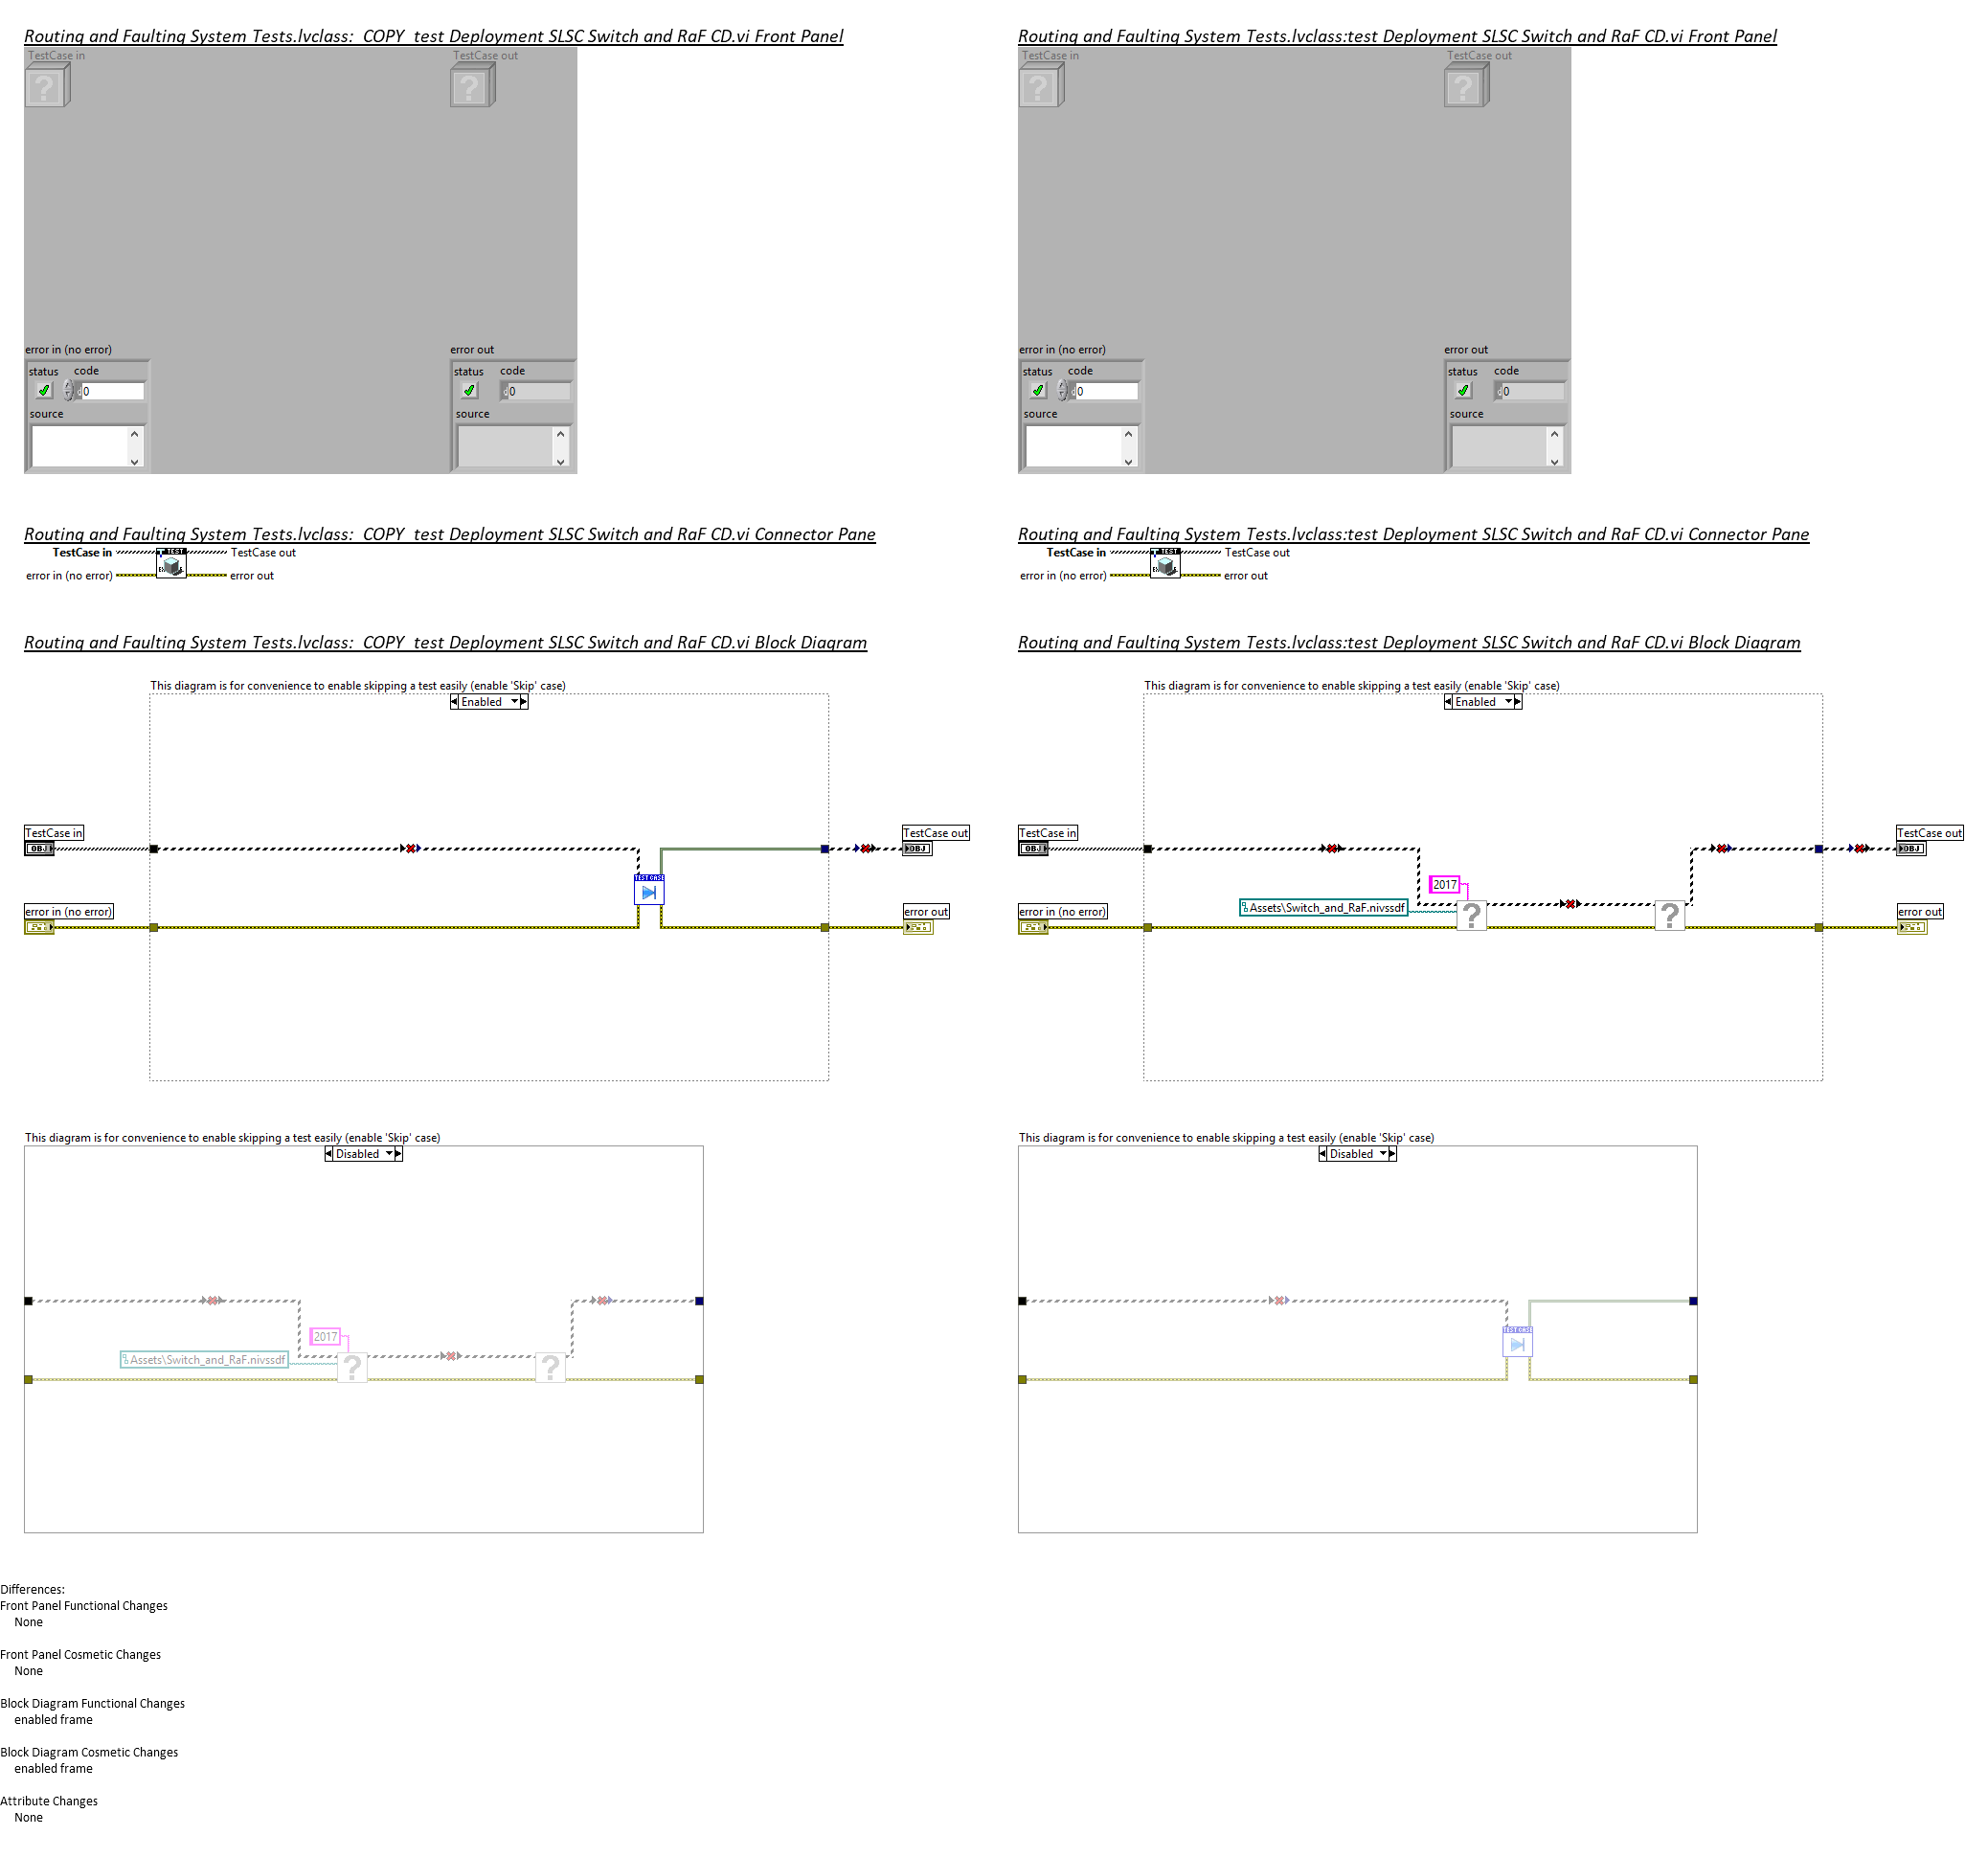 Routing and Faulting System Tests.lvclass:  COPY  test Deployment SLSC Switch and RaF CD.vi Front Panel
TestCase in
TestCase out
error in (no error)
status
code
0
source
error out
status
code
0
source
Routing and Faulting System Tests.lvclass:test Deployment SLSC Switch and RaF CD.vi Front Panel
TestCase in
TestCase out
error in (no error)
status
code
0
source
error out
status
code
0
source
Routing and Faulting System Tests.lvclass:  COPY  test Deployment SLSC Switch and RaF CD.vi Connector Pane
TestCase in
TEST
TestCase out
error in (no error)
error out
Routing and Faulting System Tests.lvclass:test Deployment SLSC Switch and RaF CD.vi Connector Pane
TestCase in
TEST
TestCase out
error in (no error)
error out
Routing and Faulting System Tests.lvclass:  COPY  test Deployment SLSC Switch and RaF CD.vi Block Diagram
This diagram is for convenience to enable skipping a test easily (enable 'Skip' case)
Enabled
TestCase in
OBJ
TestCase out
OBJ
TEST CASE
error in (no error)
error out
Routing and Faulting System Tests.lvclass:test Deployment SLSC Switch and RaF CD.vi Block Diagram
This diagram is for convenience to enable skipping a test easily (enable 'Skip' case)
Enabled
TestCase in
OBJ
TestCase out
OBJ
2017
Assets\Switch_and_RaF.nivssdf
?
?
error in (no error)
error out
This diagram is for convenience to enable skipping a test easily (enable 'Skip' case)
Disabled
2017
Assets\Switch_and_RaF.nivssdf
?
?
This diagram is for convenience to enable skipping a test easily (enable 'Skip' case)
Disabled
TEST CASE
Differences:
Front Panel Functional Changes
None
Front Panel Cosmetic Changes
None
Block Diagram Functional Changes
enabled frame
Block Diagram Cosmetic Changes
enabled frame
Attribute Changes
None